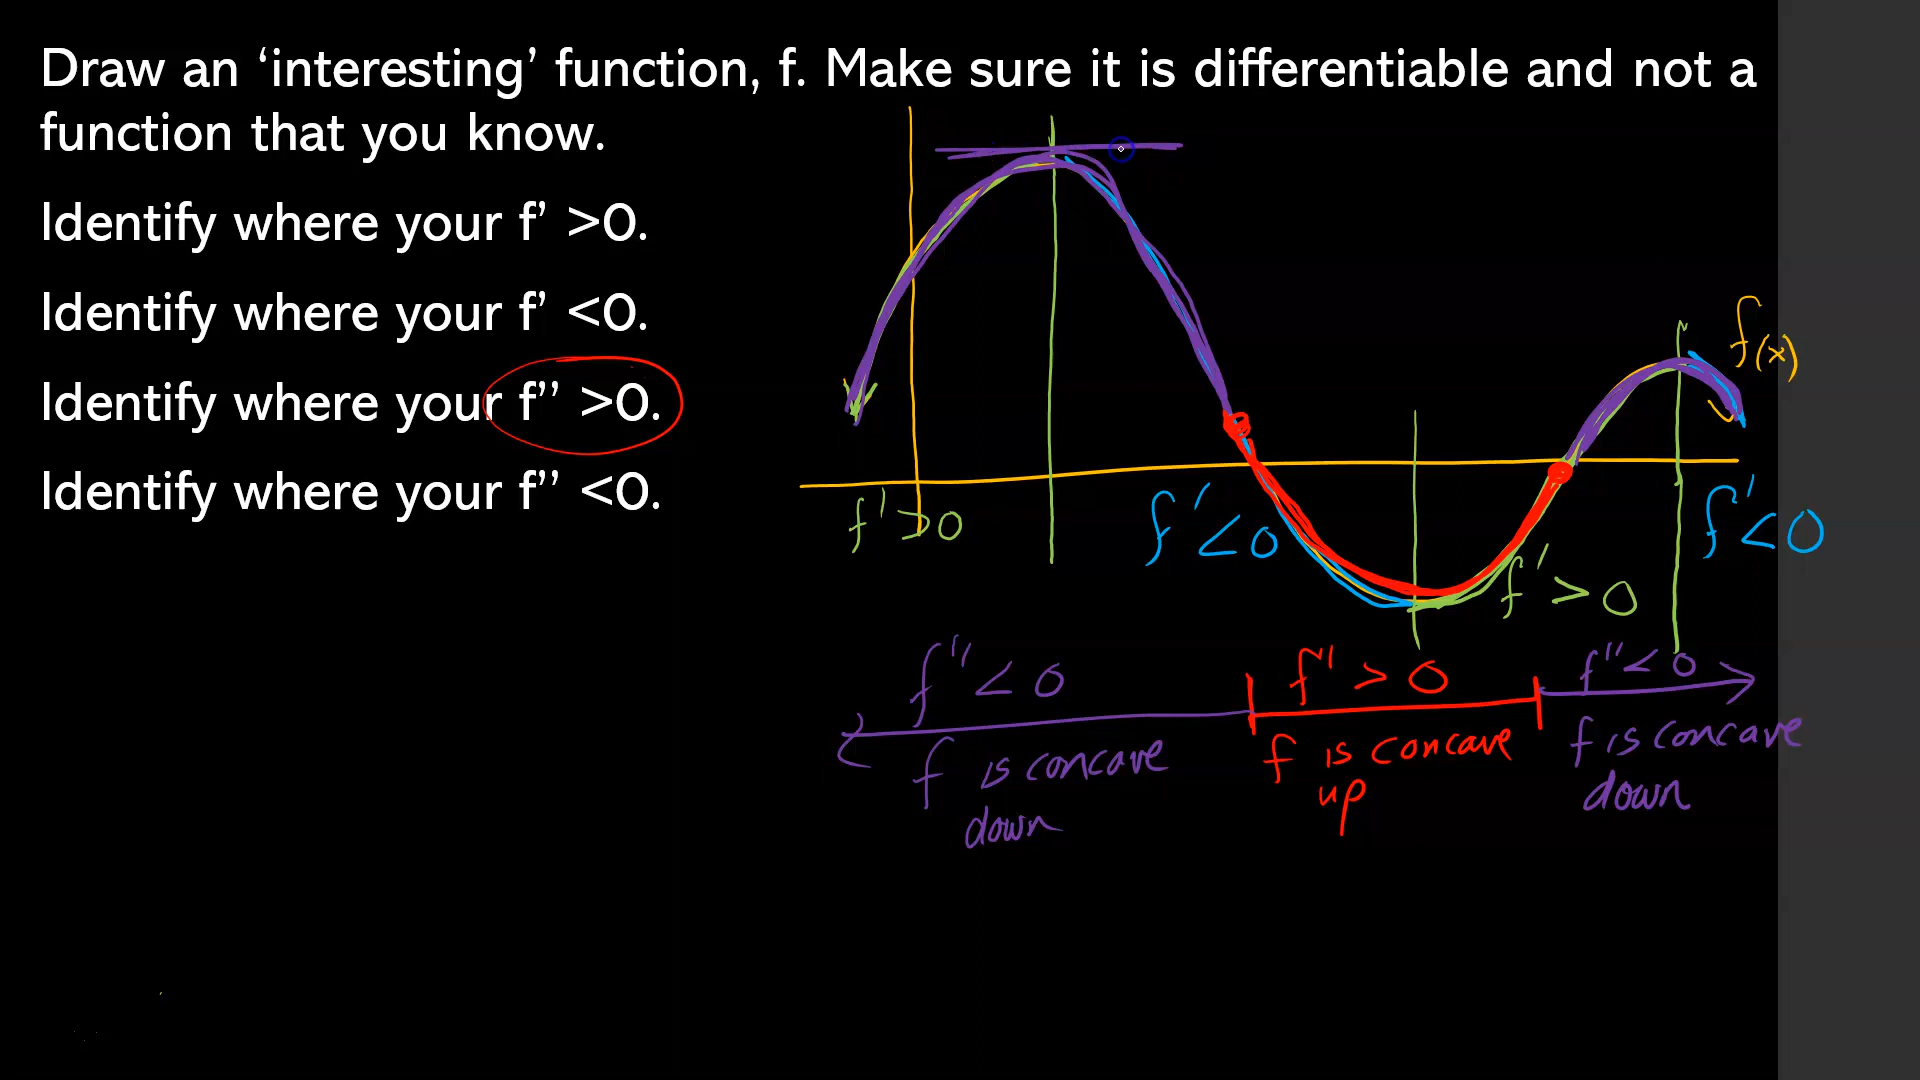 Draw an ‘interesting’ function, f. Make sure it is differentiable and not a
function that you know.
Identify where your f’ >0.
Identify where your f’ <0.
Identify where your f’’ >0.
Identify where your f’’ <0.
f(x)
f' > 0
f' < 0
f' > 0
f' < 0
f'' < 0
f is concave
down
f'' > 0
f is concave
up
f'' < 0
f is concave
down